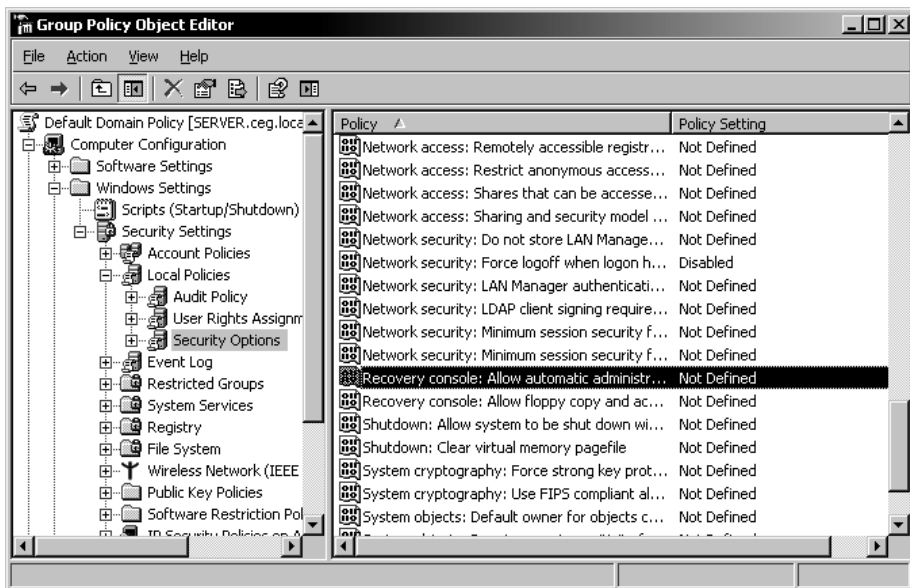 Group Policy Object Editor
File Action View Help
Default Domain Policy [SERVER.ceg.loca
Computer Configuration
Software Settings
Windows Settings
Scripts (Startup/Shutdown)
Security Settings
Account Policies
Local Policies
Audit Policy
User Rights Assignm
Security Options
Event Log
Restricted Groups
System Services
Registry
File System
Wireless Network (IEEE
Public Key Policies
Software Restriction Pol
Policy Policy Setting
Network access: Remotely accessible registr... Not Defined
Network access: Restrict anonymous access... Not Defined
Network access: Shares that can be accesse... Not Defined
Network access: Sharing and security model ... Not Defined
Network security: Do not store LAN Manage... Not Defined
Network security: Force logoff when logon h... Disabled
Network security: LAN Manager authenticati... Not Defined
Network security: LDAP client signing require... Not Defined
Network security: Minimum session security f... Not Defined
Network security: Minimum session security f... Not Defined
Recovery console: Allow automatic administr... Not Defined
Recovery console: Allow floppy copy and ac... Not Defined
Shutdown: Allow system to be shut down wi... Not Defined
Shutdown: Clear virtual memory pagefile Not Defined
System cryptography: Force strong key prot... Not Defined
System cryptography: Use FIPS compliant al... Not Defined
System objects: Default owner for objects c... Not Defined